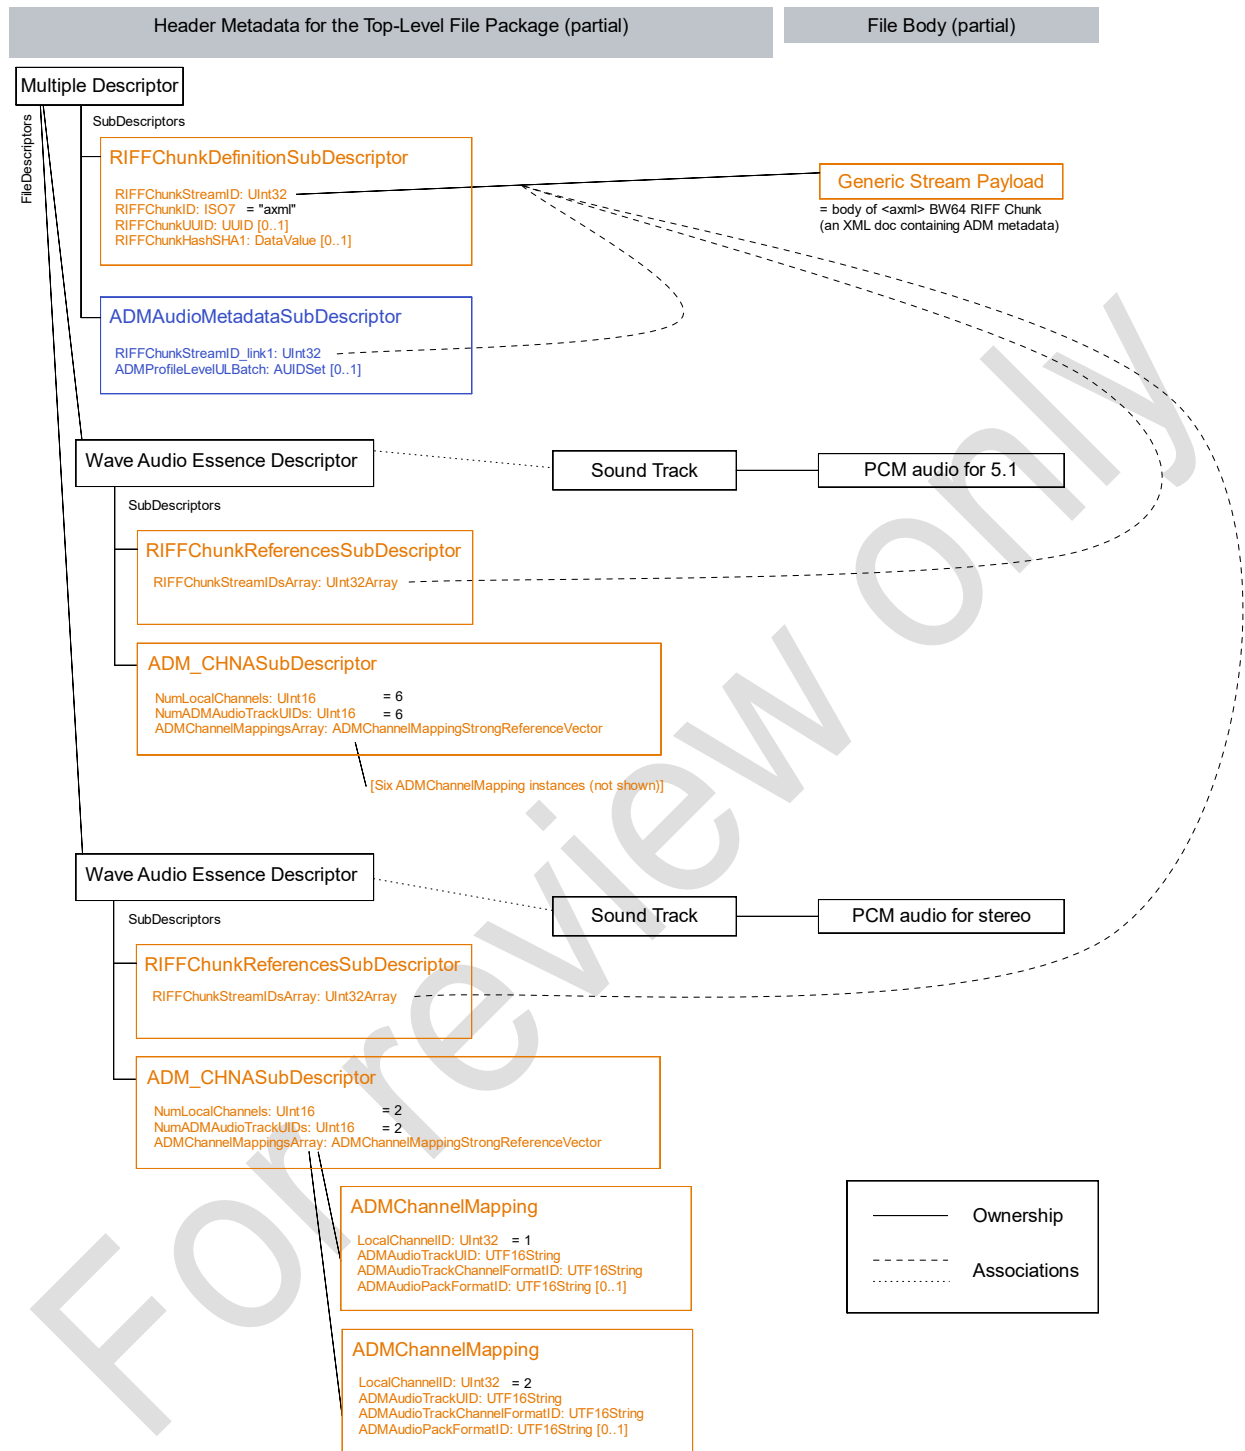 Header Metadata for the Top-Level File Package (partial)
File Body (partial)
Multiple Descriptor
FileDescriptors
SubDescriptors
RIFFChunkDefinitionSubDescriptor
RIFFChunkStreamID: UInt32
RIFFChunkID: ISO7 = "axml"
RIFFChunkUUID: UUID [0..1]
RIFFChunkHashSHA1: DataValue [0..1]
Generic Stream Payload
= body of <axml> BW64 RIFF Chunk
(an XML doc containing ADM metadata)
ADMAudioMetadataSubDescriptor
RIFFChunkStreamID_link1: UInt32
ADMProfileLevelULBatch: AUIDSet [0..1]
Wave Audio Essence Descriptor
Sound Track
PCM audio for 5.1
SubDescriptors
RIFFChunkReferencesSubDescriptor
RIFFChunkStreamIDsArray: UInt32Array
ADM_CHNASubDescriptor
NumLocalChannels: UInt16 = 6
NumADMAudioTrackUIDs: UInt16 = 6
ADMChannelMappingsArray: ADMChannelMappingStrongReferenceVector
[Six ADMChannelMapping instances (not shown)]
Wave Audio Essence Descriptor
Sound Track
PCM audio for stereo
SubDescriptors
RIFFChunkReferencesSubDescriptor
RIFFChunkStreamIDsArray: UInt32Array
ADM_CHNASubDescriptor
NumLocalChannels: UInt16 = 2
NumADMAudioTrackUIDs: UInt16 = 2
ADMChannelMappingsArray: ADMChannelMappingStrongReferenceVector
ADMChannelMapping
LocalChannelID: UInt32 = 1
ADMAudioTrackUID: UTF16String
ADMAudioTrackChannelFormatID: UTF16String
ADMAudioPackFormatID: UTF16String [0..1]
ADMChannelMapping
LocalChannelID: UInt32 = 2
ADMAudioTrackUID: UTF16String
ADMAudioTrackChannelFormatID: UTF16String
ADMAudioPackFormatID: UTF16String [0..1]
Ownership
Associations
For review only